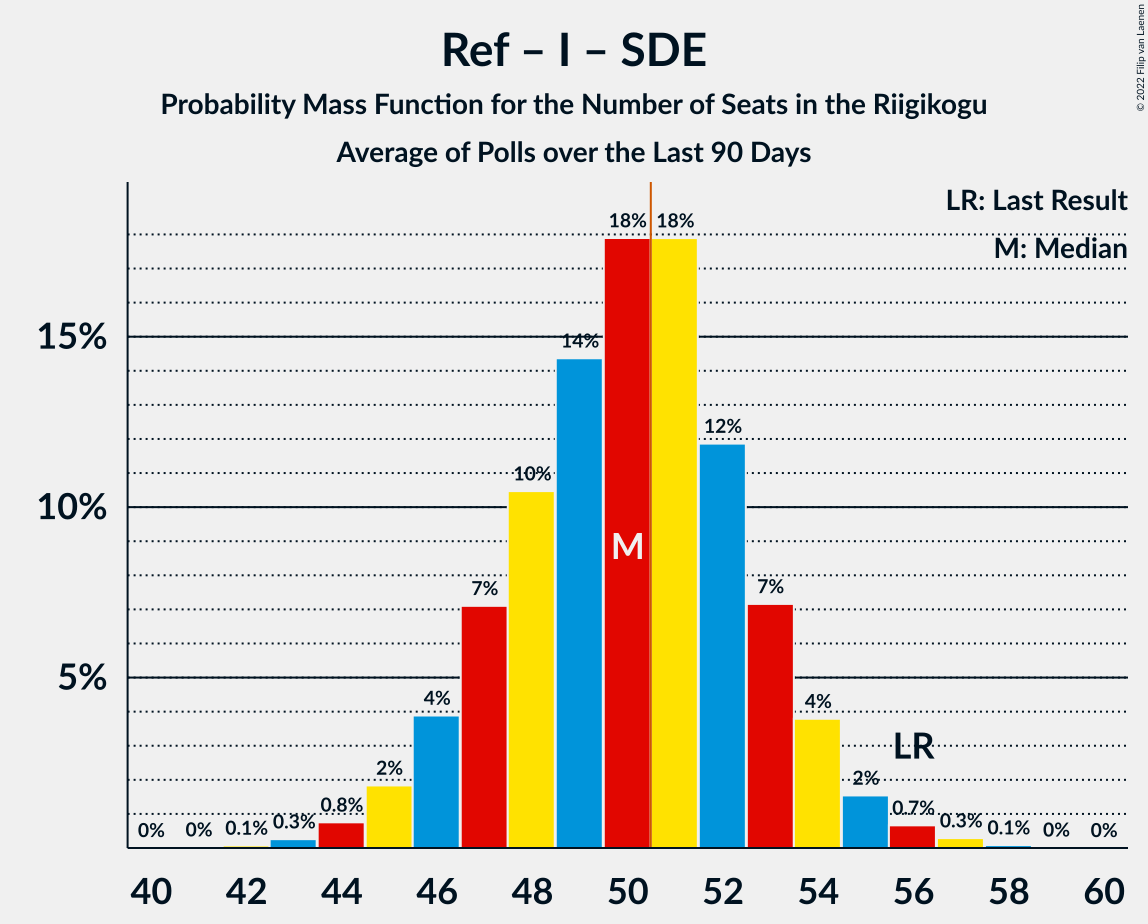 Ref – I – SDE
Probability Mass Function for the Number of Seats in the Riigikogu
Average of Polls over the Last 90 Days
© 2022 Filip van Laenen
LR: Last Result
M: Median
15%
10%
5%
0%
0%
0.1%
0.3%
0.8%
2%
4%
7%
10%
14%
18%
18%
12%
7%
4%
2%
0.7%
0.3%
0.1%
0%
0%
M
LR
40 42 44 46 48 50 52 54 56 58 60